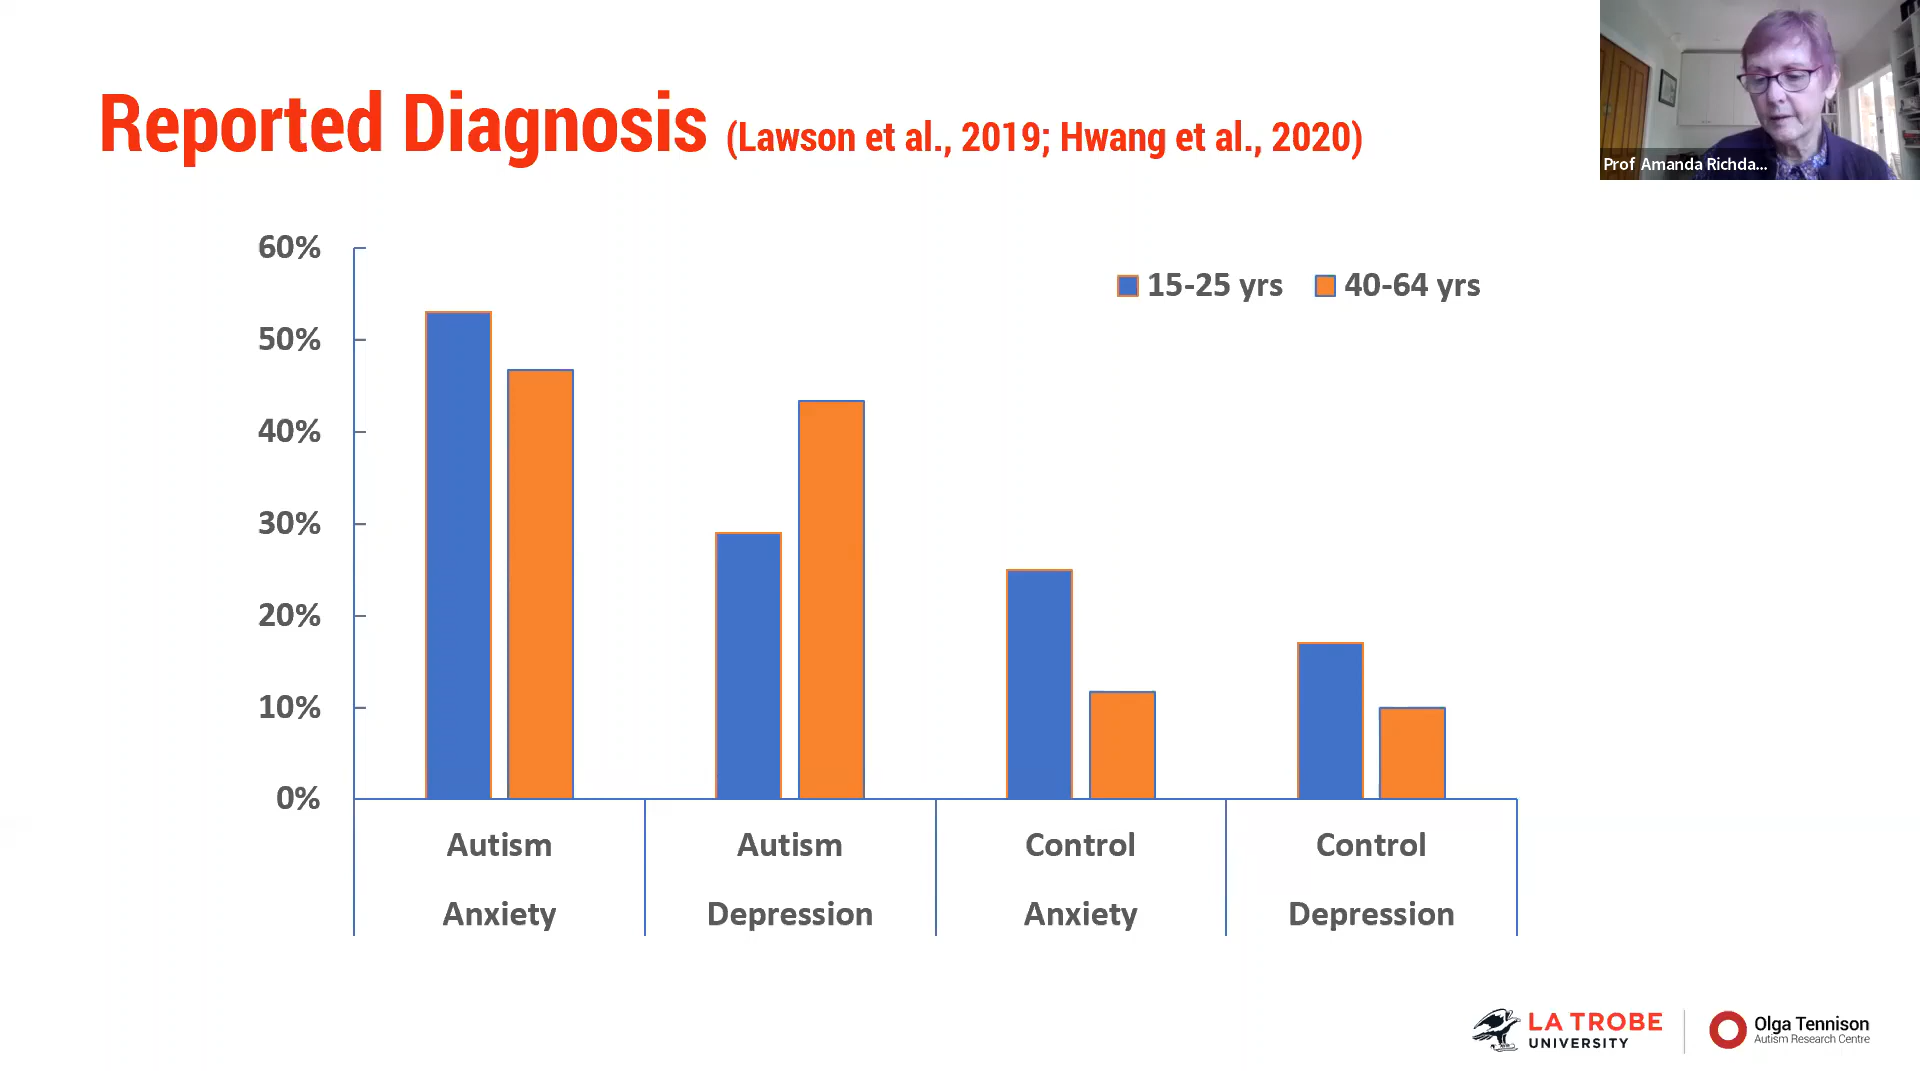 Reported Diagnosis (Lawson et al., 2019; Hwang et al., 2020)
Prof Amanda Richda...
60%
50%
40%
30%
20%
10%
0%
15-25 yrs
40-64 yrs
Autism
Anxiety
Autism
Depression
Control
Anxiety
Control
Depression
LA TROBE
UNIVERSITY
Olga Tennison
Autism Research Centre